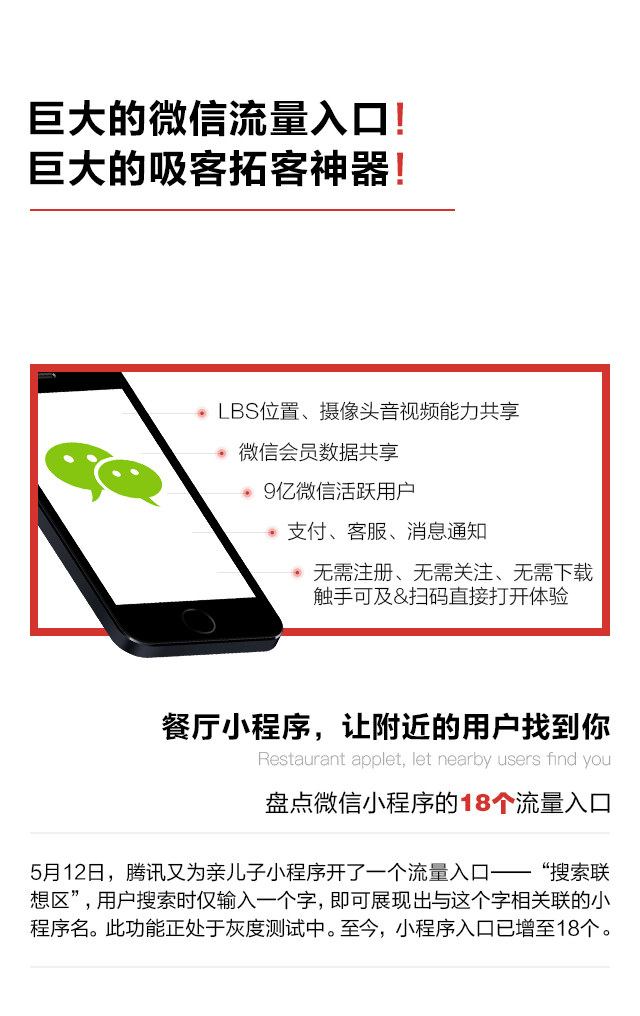 巨大的微信流量入口!
巨大的吸客拓客神器!
LBS位置、摄像头音视频能力共享
微信会员数据共享
9亿微信活跃用户
支付、客服、消息通知
无需注册、无需关注、无需下载
触手可及&扫码直接打开体验
餐厅小程序，让附近的用户找到你
Restaurant applet, let nearby users find you
盘点微信小程序的18个流量入口
5月12日，腾讯又为亲儿子小程序开了一个流量入口——“搜索联
想区”，用户搜索时仅输入一个字，即可展现出与这个字相关联的小
程序名。此功能正处于灰度测试中。至今，小程序入口已增至18个。